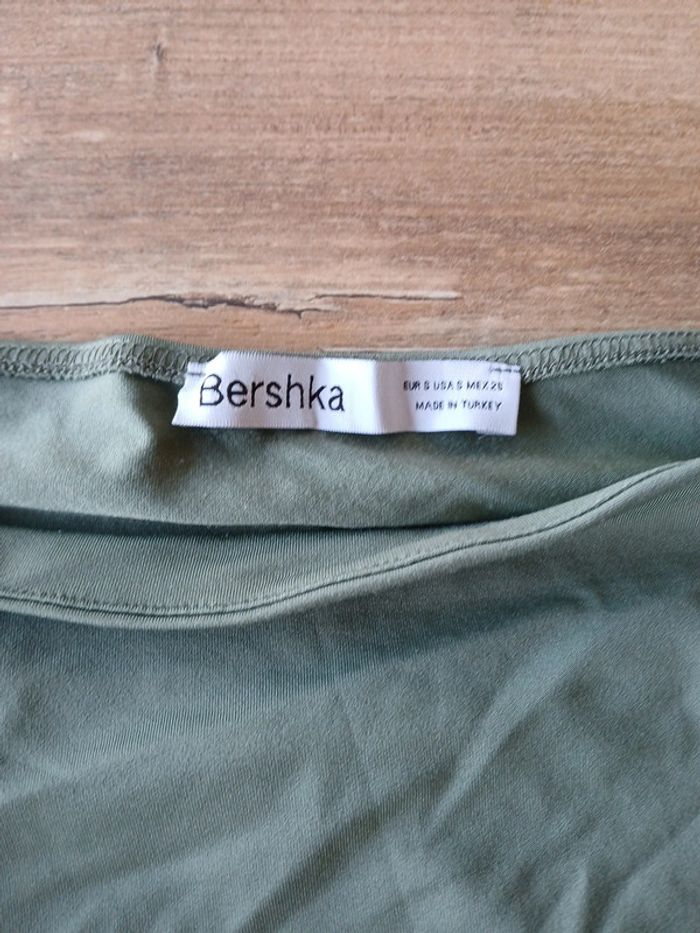 Bershka
EUR S USA S MEX 26
MADE IN TURKEY